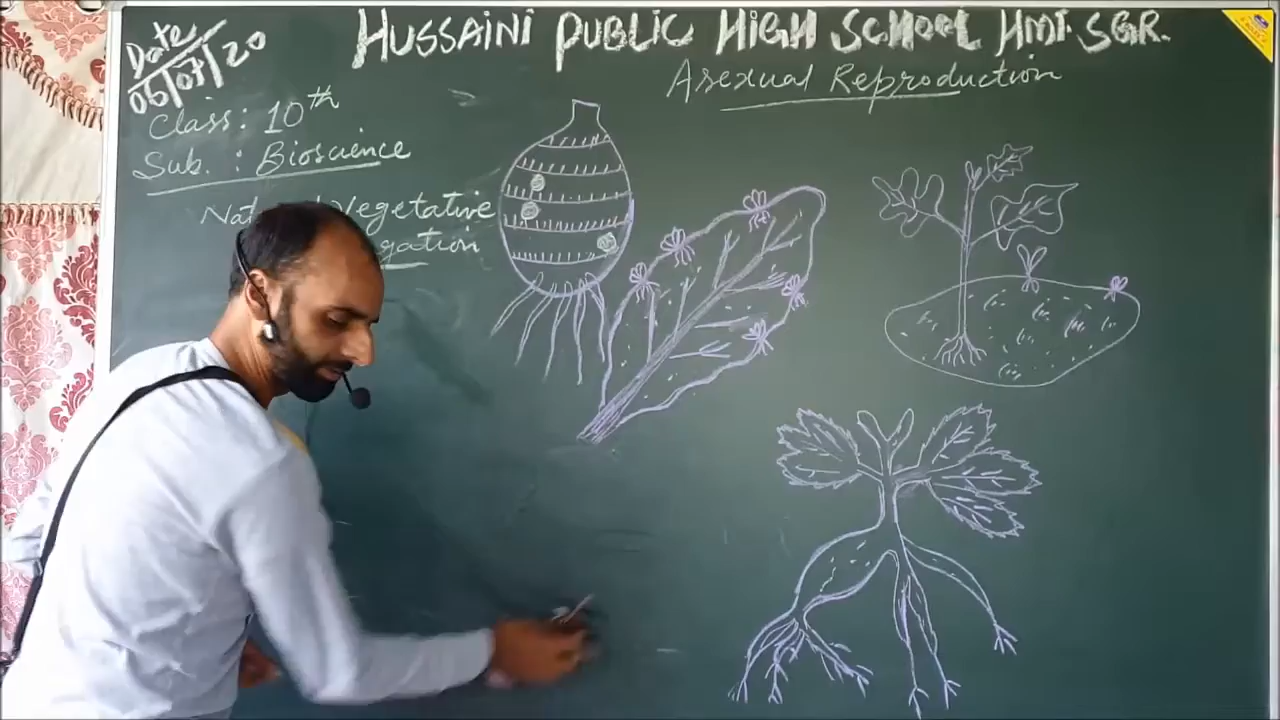 HUSSAINI PUBLIC HIGH SCHOOL HMT. SGR.
Date
06/07/20
Asexual Reproduction
Class: 10th
Sub. : Bioscience
Vegetative